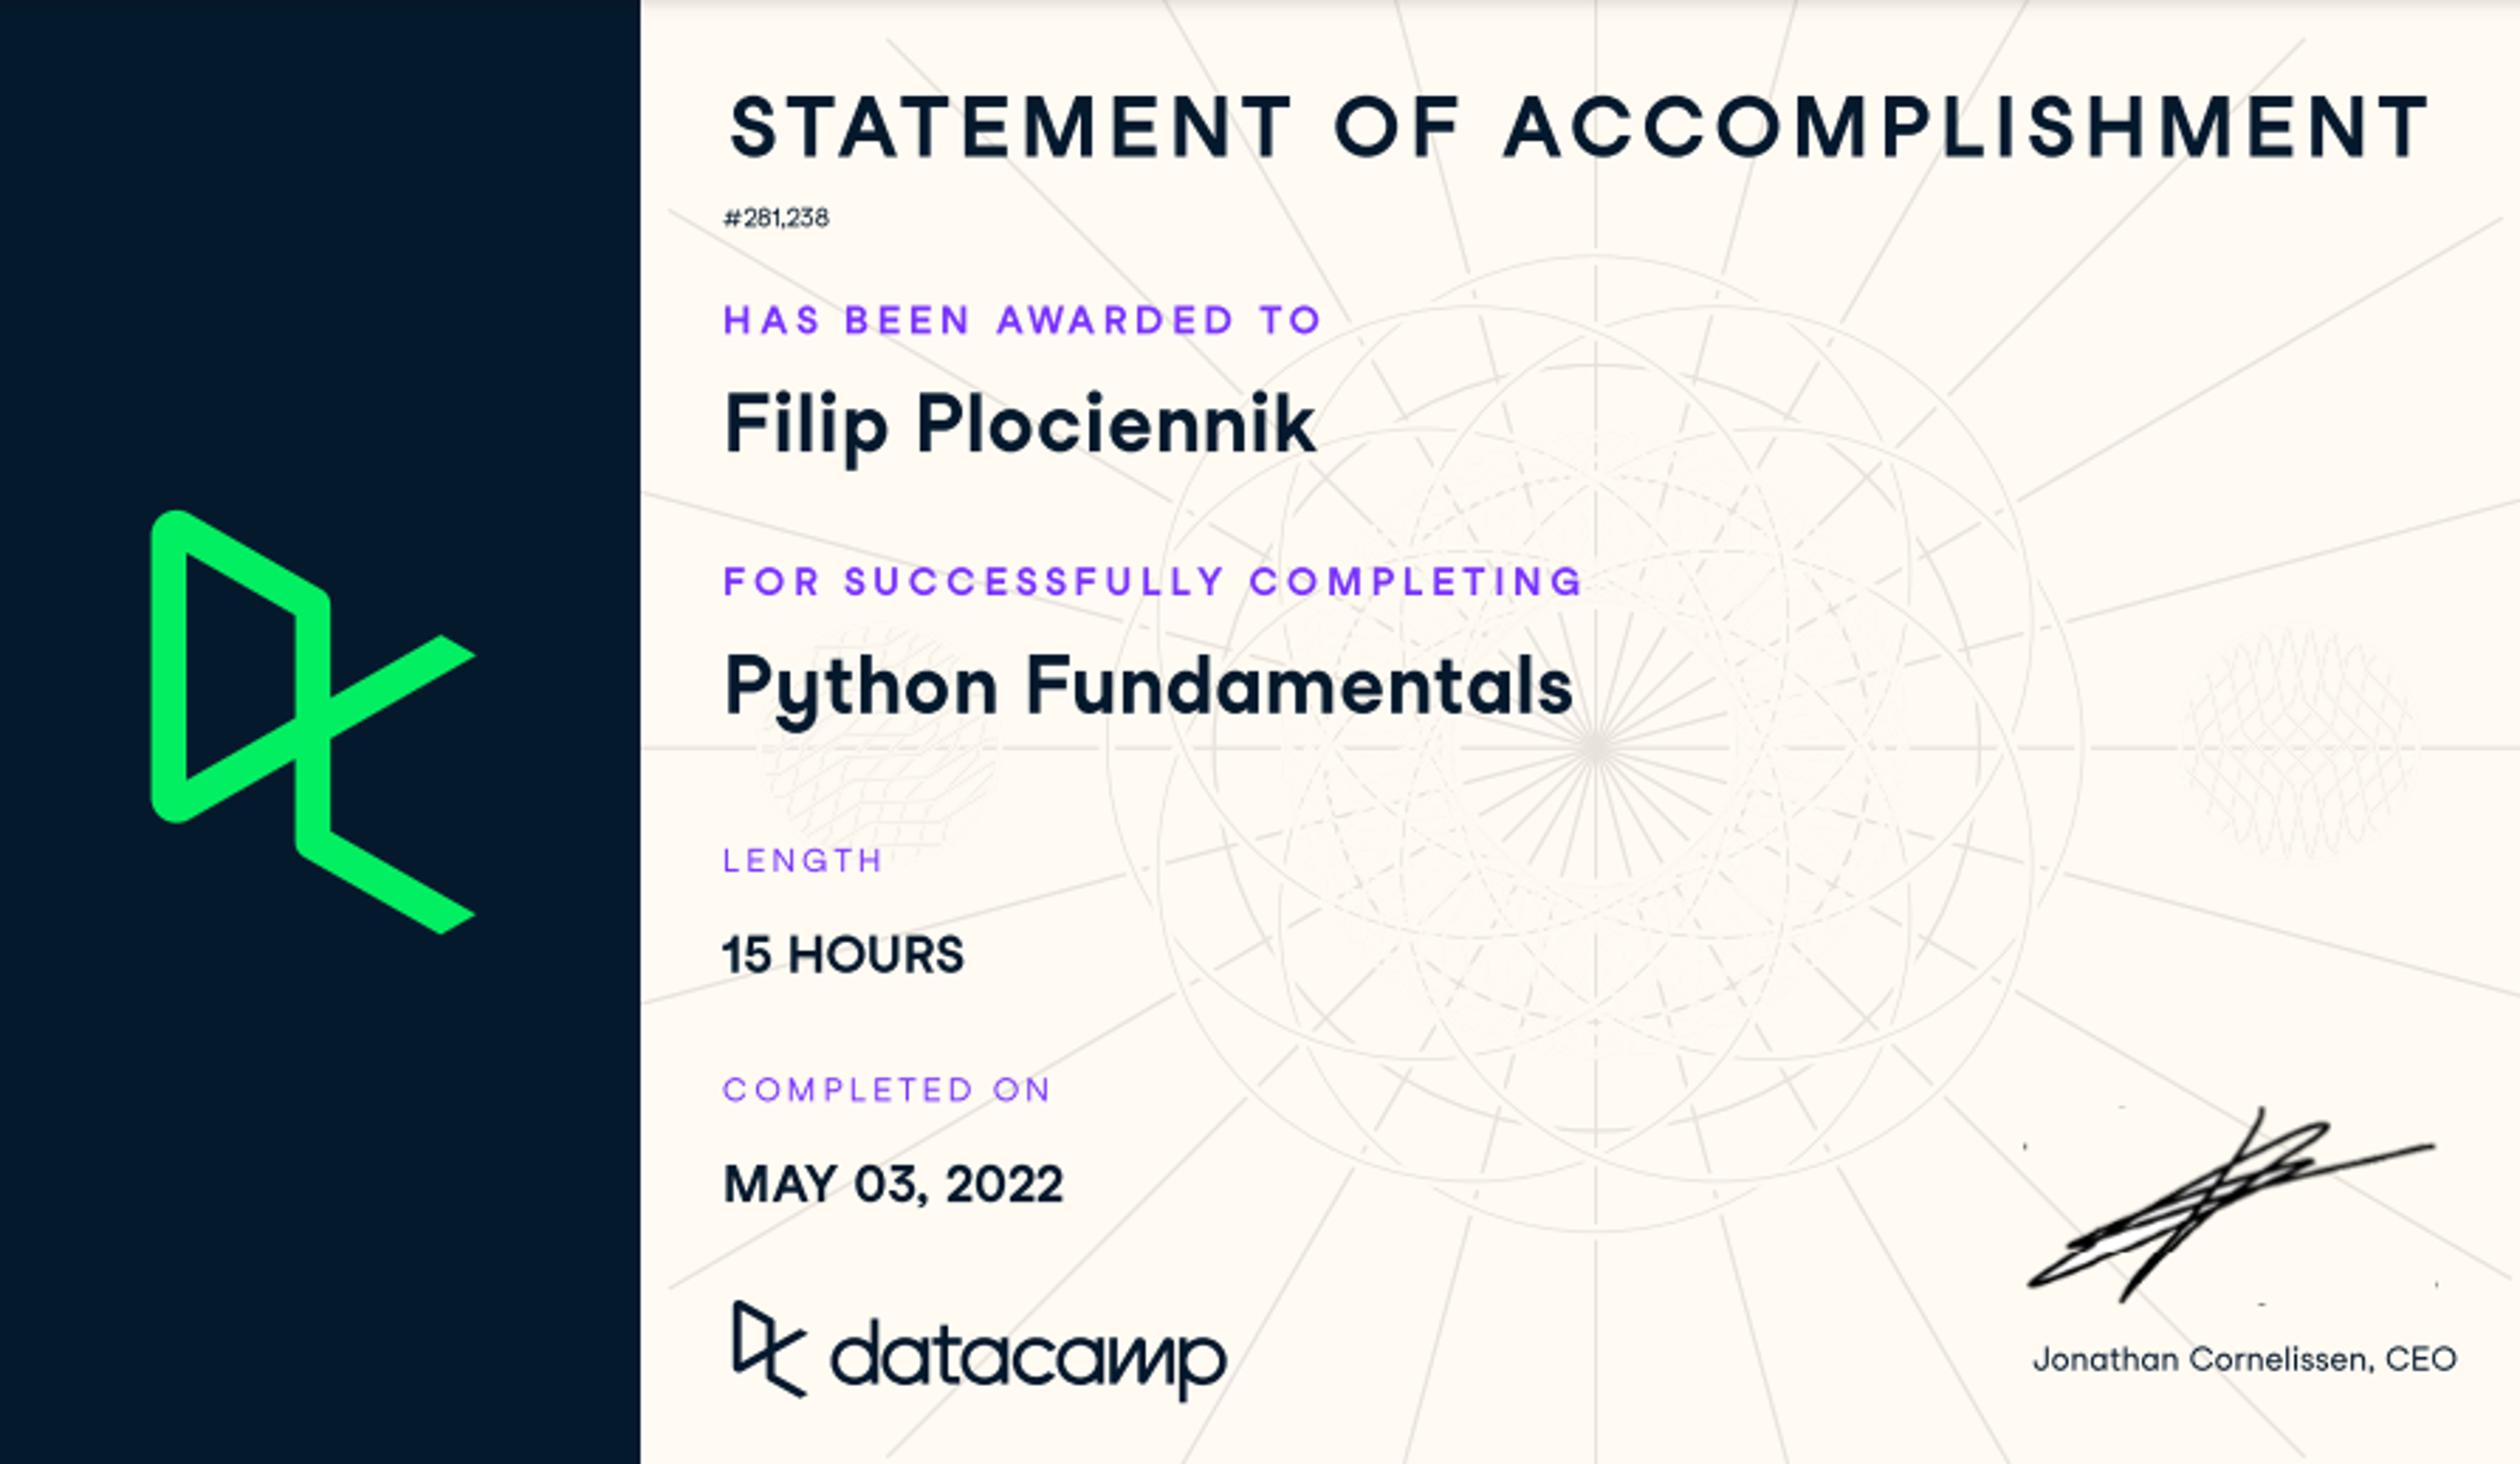 STATEMENT OF ACCOMPLISHMENT
#281,238
HAS BEEN AWARDED TO
Filip Plociennik
FOR SUCCESSFULLY COMPLETING
Python Fundamentals
LENGTH
15 HOURS
COMPLETED ON
MAY 03, 2022
datacamp
Jonathan Cornelissen, CEO